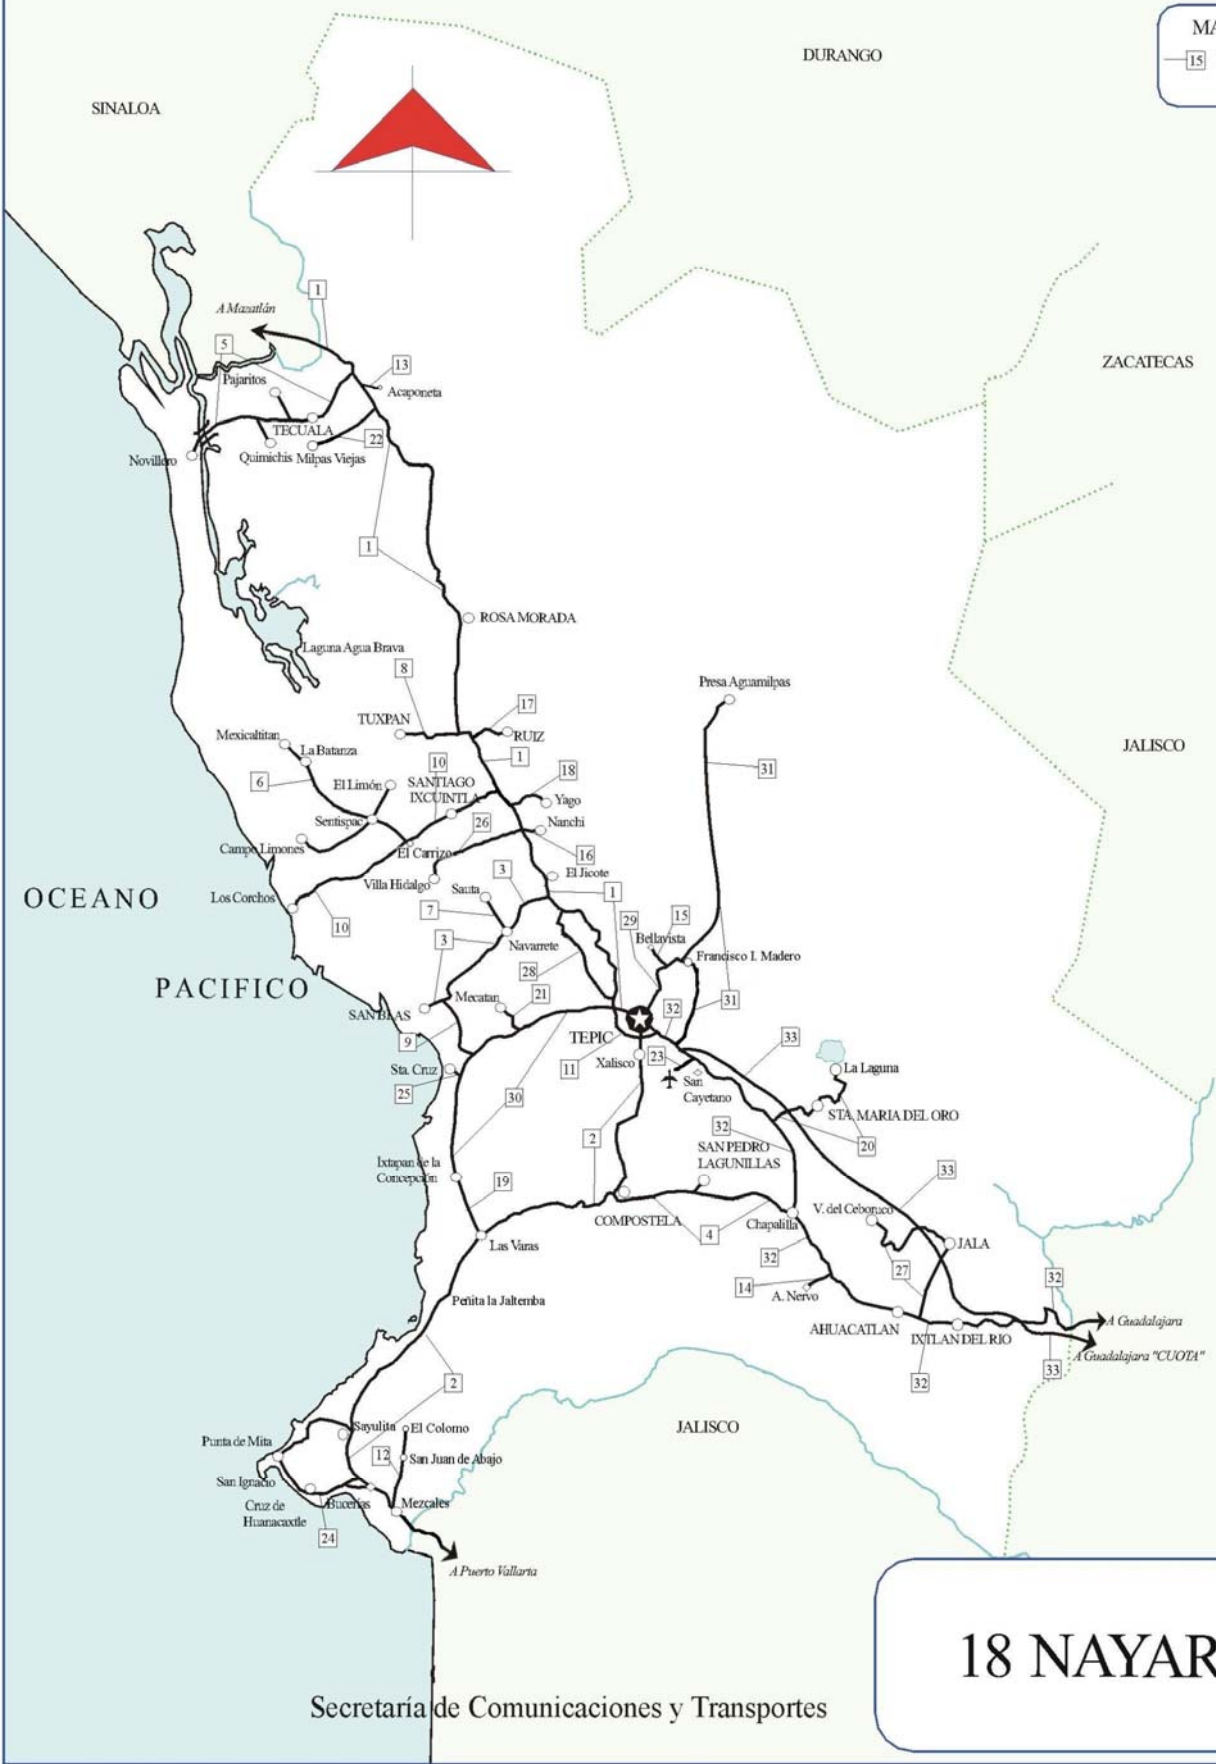 MA
15
DURANGO
SINALOA
1
A Mazatlán
5
13
ZACATECAS
Pajaritos
Acaponeta
TECUALA
22
Novillero
Quimichis
Milpas Viejas
1
ROSA MORADA
Laguna Agua Brava
8
Presa Aguamilpas
17
TUXPAN
Mexicaltitan
RUIZ
JALISCO
La Batanza
1
10
18
31
6
El Limón
SANTIAGO
IXCUINTLA
Yago
Sentispac
26
Nanchi
Campo Limones
El Carrizo
16
3
El Jicote
Villa Hidalgo
Sauta
1
OCEANO
Los Corchos
7
29
15
10
3
Navarrete
Bellavista
Francisco I. Madero
28
PACIFICO
Mecatan
21
31
SAN BLAS
32
TEPIC
33
9
Xalisco
23
11
Sta. Cruz
La Laguna
25
30
San
Cayetano
STA. MARIA DEL ORO
32
2
20
SAN PEDRO
LAGUNILLAS
Ixtapan de la
Concepción
33
19
V. del Ceboruco
COMPOSTELA
Chapalilla
4
Las Varas
JALA
32
27
32
14
A. Nervo
Peñita la Jaltemba
A Guadalajara
AHUACATLAN
IXTLAN DEL RIO
A Guadalajara "CUOTA"
33
2
32
Sayulita
El Colomo
JALISCO
Punta de Mita
12
San Juan de Abajo
San Ignacio
Cruz de
Huanacaxtle
Bucerías
Mezcales
24
A Puerto Vallarta
18 NAYAR
Secretaría de Comunicaciones y Transportes